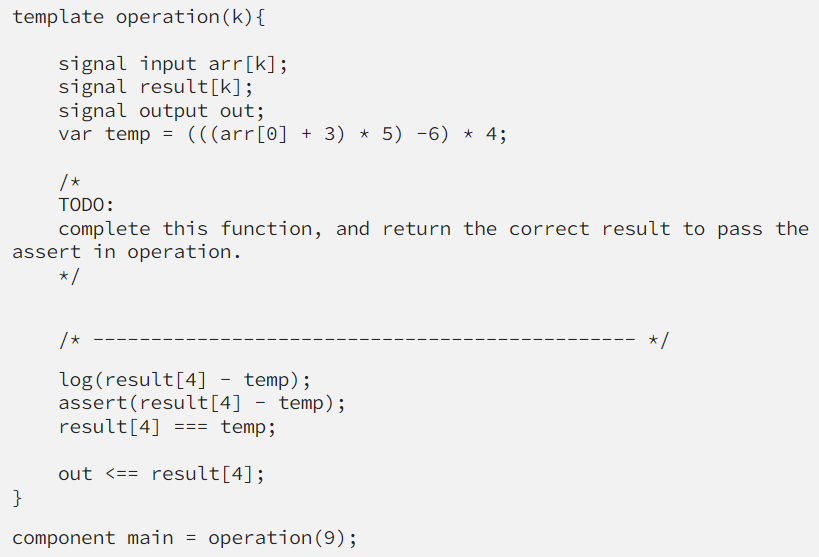 template operation(k){
signal input arr[k];
signal result[k];
signal output out;
var temp = (((arr[0] + 3) * 5) -6) * 4;
/*
TODO:
complete this function, and return the correct result to pass the
assert in operation.
*/
/* ----------------------------------------------- */
log(result[4] - temp);
assert(result[4] - temp);
result[4] === temp;
out <== result[4];
}
component main = operation(9);